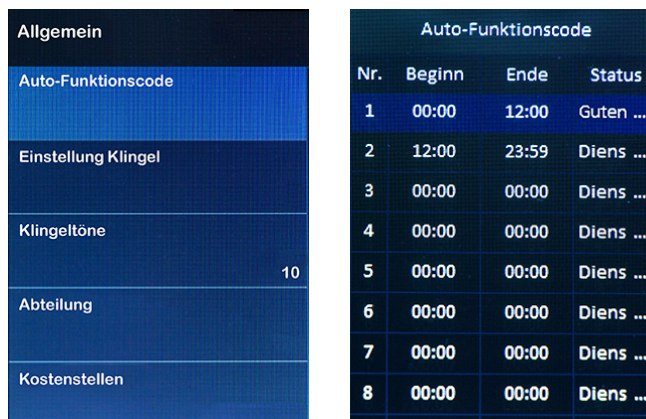 Allgemein
Auto-Funktionscode
Einstellung Klingel
Klingeltöne
10
Abteilung
Kostenstellen
Auto-Funktionscode
Nr. Beginn Ende Status
1 00:00 12:00 Guten ...
2 12:00 23:59 Diens ...
3 00:00 00:00 Diens ...
4 00:00 00:00 Diens ...
5 00:00 00:00 Diens ...
6 00:00 00:00 Diens ...
7 00:00 00:00 Diens ...
8 00:00 00:00 Diens ...